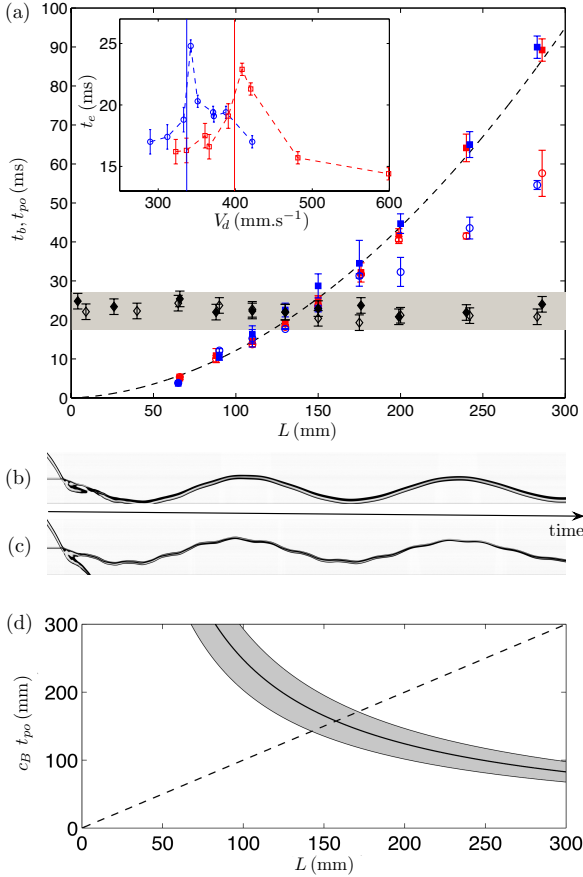 (a)
100
90
80
70
60
50
40
30
20
10
0
t_b, t_po (ms)
0 50 100 150 200 250 300
L (mm)
25
21
17
t_e (ms)
300 400 500 600
V_d (mm.s⁻¹)
(b)
time
(c)
(d)
300
200
100
0
c_B t_po (mm)
0 50 100 150 200 250 300
L (mm)